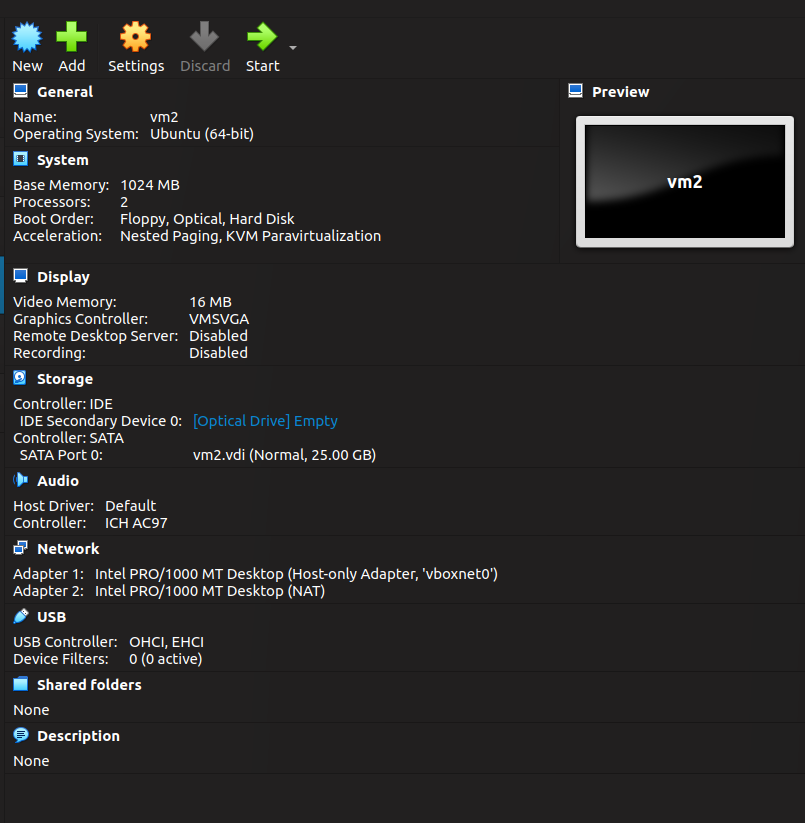 New Add Settings Discard Start
General
Name: vm2
Operating System: Ubuntu (64-bit)
Preview
vm2
System
Base Memory: 1024 MB
Processors: 2
Boot Order: Floppy, Optical, Hard Disk
Acceleration: Nested Paging, KVM Paravirtualization
Display
Video Memory: 16 MB
Graphics Controller: VMSVGA
Remote Desktop Server: Disabled
Recording: Disabled
Storage
Controller: IDE
IDE Secondary Device 0: [Optical Drive] Empty
Controller: SATA
SATA Port 0: vm2.vdi (Normal, 25.00 GB)
Audio
Host Driver: Default
Controller: ICH AC97
Network
Adapter 1: Intel PRO/1000 MT Desktop (Host-only Adapter, 'vboxnet0')
Adapter 2: Intel PRO/1000 MT Desktop (NAT)
USB
USB Controller: OHCI, EHCI
Device Filters: 0 (0 active)
Shared folders
None
Description
None